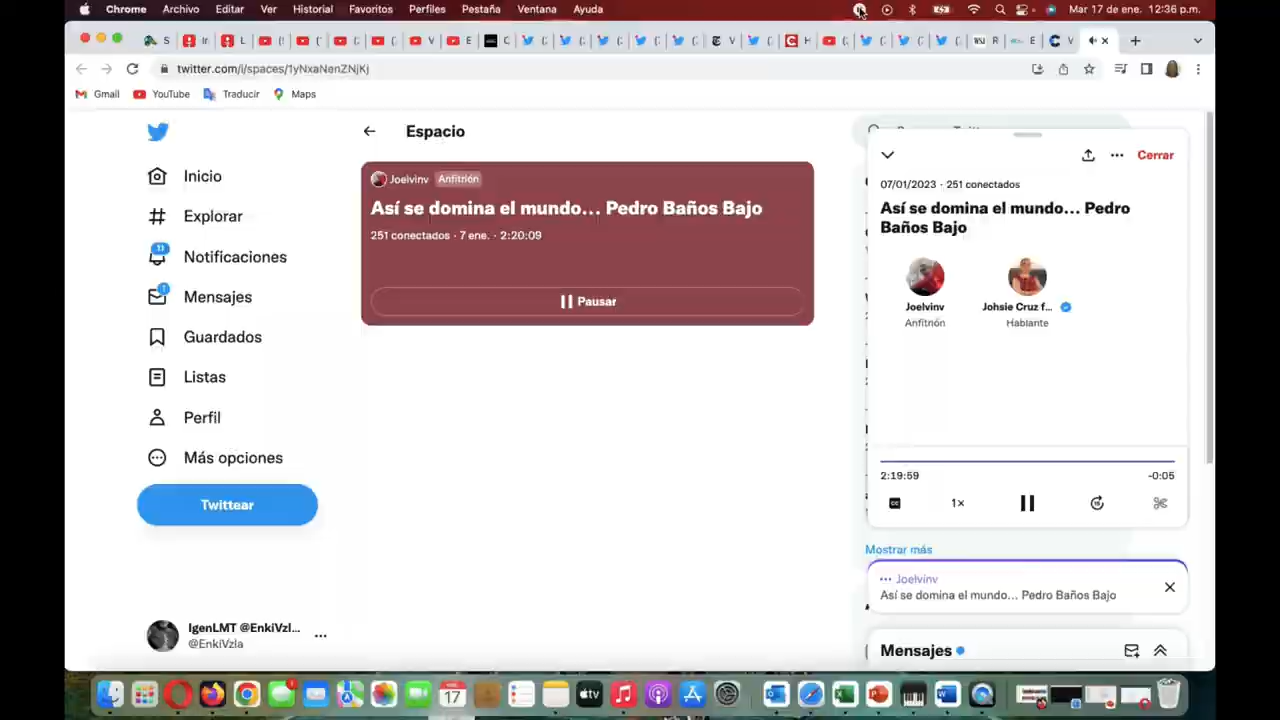 Chrome Archivo Editar Ver Historial Favoritos Perfiles Pestaña Ventana Ayuda Mar 17 de ene. 12:36 p.m.
twitter.com/i/spaces/1yNxaNenZNjKj
Gmail YouTube Traducir Maps
Espacio
Inicio
Explorar
11
Notificaciones
1
Mensajes
Guardados
Listas
Perfil
Más opciones
Twittear
IgenLMT @EnkiVzl...
@EnkiVzla
Joelvinv Anfitrión
Así se domina el mundo... Pedro Baños Bajo
251 conectados · 7 ene. · 2:20:09
Pausar
Cerrar
07/01/2023 · 251 conectados
Así se domina el mundo... Pedro
Baños Bajo
Joelvinv
Anfitrión
Johsie Cruz f...
Hablante
2:19:59 -0:05
1×
Mostrar más
Joelvinv
Así se domina el mundo... Pedro Baños Bajo
Mensajes
17
tv